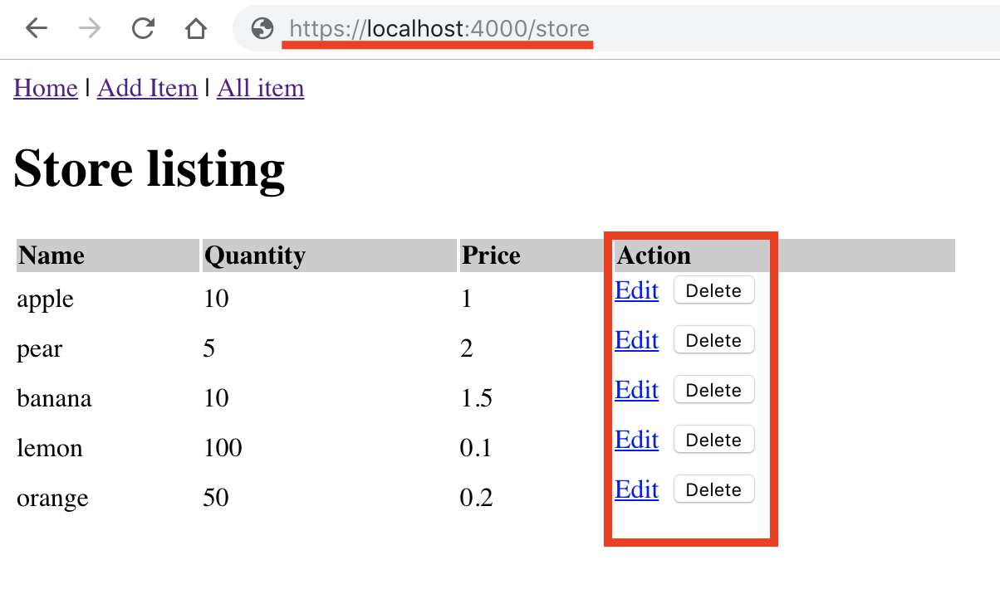 https://localhost:4000/store
Home | Add Item | All item
Store listing
Name Quantity Price Action
apple 10 1 Edit Delete
pear 5 2 Edit Delete
banana 10 1.5 Edit Delete
lemon 100 0.1 Edit Delete
orange 50 0.2 Edit Delete